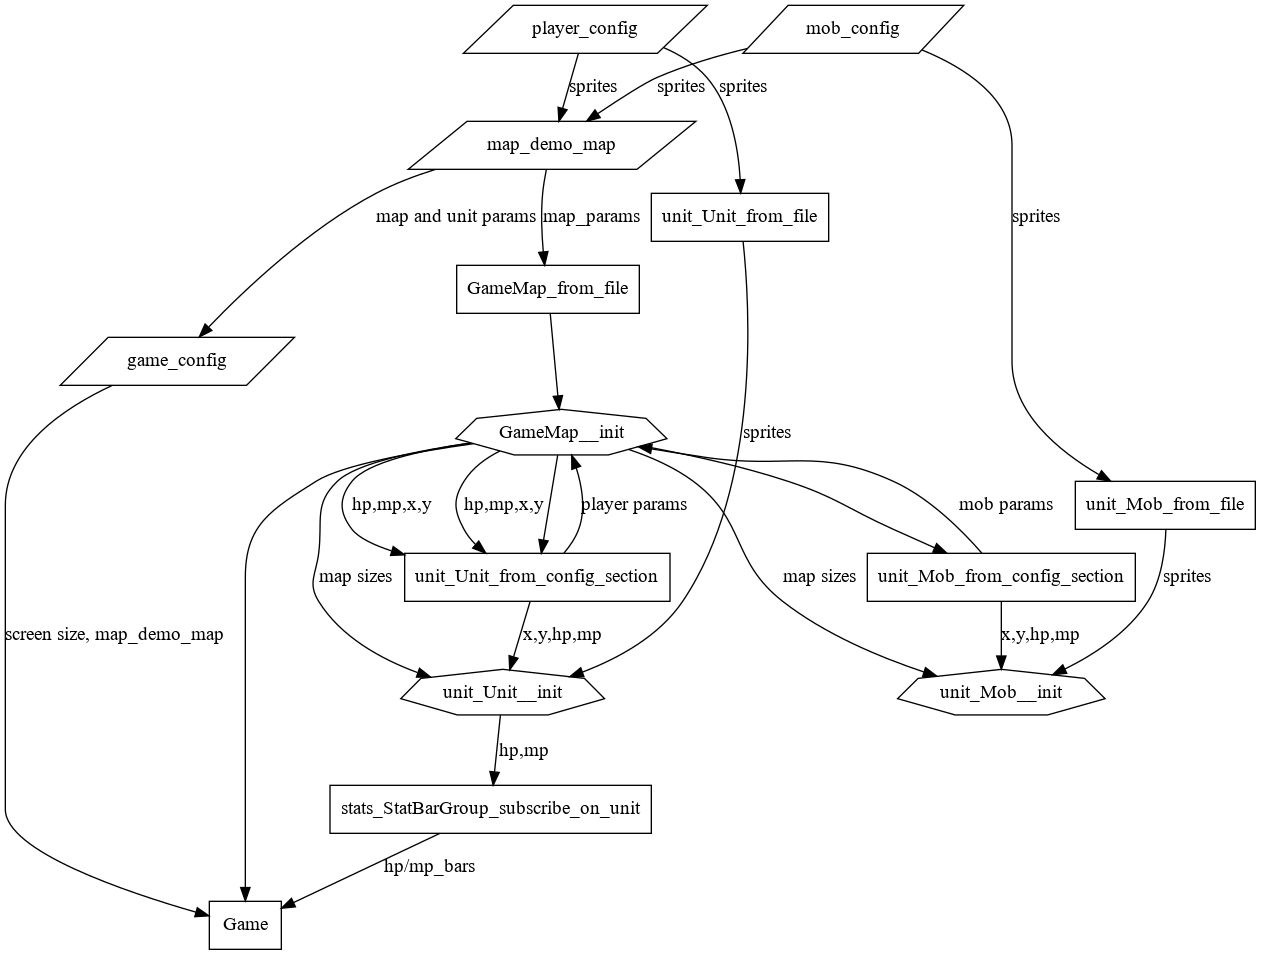 player_config
mob_config
sprites
sprites
sprites
map_demo_map
map and unit params
map_params
unit_Unit_from_file
sprites
GameMap_from_file
game_config
GameMap__init
sprites
hp,mp,x,y
hp,mp,x,y
player params
mob params
unit_Mob_from_file
map sizes
unit_Unit_from_config_section
map sizes
unit_Mob_from_config_section
sprites
screen size, map_demo_map
x,y,hp,mp
x,y,hp,mp
unit_Unit__init
unit_Mob__init
hp,mp
stats_StatBarGroup_subscribe_on_unit
hp/mp_bars
Game